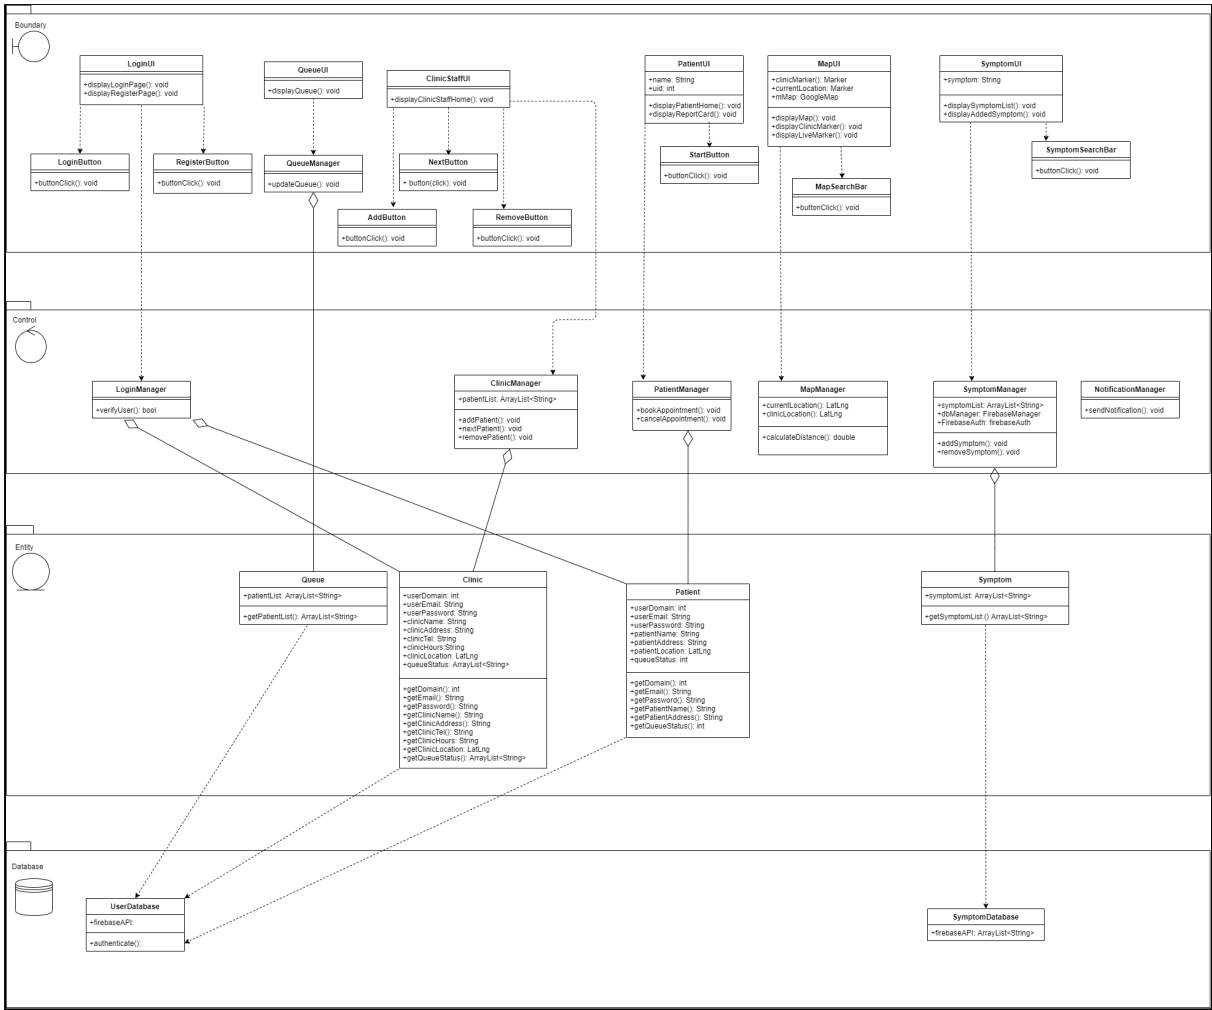 Boundary
LoginUI
+displayLoginPage(): void
+displayRegisterPage(): void
QueueUI
+displayQueue(): void
ClinicStaffUI
+displayClinicStaffHome(): void
PatientUI
+name: String
+uid: int
+displayPatientHome(): void
+displayReportCard(): void
MapUI
+clinicMarker(): Marker
+currentLocation: Marker
+mMap: GoogleMap
+displayMap(): void
+displayClinicMarker(): void
+displayLiveMarker(): void
SymptomUI
+symptom: String
+displaySymptomList(): void
+displayAddedSymptom(): void
LoginButton
+buttonClick(): void
RegisterButton
+buttonClick(): void
QueueManager
+updateQueue(): void
NextButton
+ button(click): void
StartButton
+buttonClick(): void
MapSearchBar
+buttonClick(): void
SymptomSearchBar
+buttonClick(): void
AddButton
+buttonClick(): void
RemoveButton
+buttonClick(): void
Control
LoginManager
+verifyUser(): bool
ClinicManager
+patientList: ArrayList<String>
+addPatient(): void
+nextPatient(): void
+removePatient(): void
PatientManager
+bookAppointment(): void
+cancelAppointment(): void
MapManager
+currentLocation(): LatLng
+clinicLocation(): LatLng
+calculateDistance(): double
SymptomManager
+symptomList: ArrayList<String>
+dbManager: FirebaseManager
+FirebaseAuth: firebaseAuth
+addSymptom(): void
+removeSymptom(): void
NotificationManager
+sendNotification(): void
Entity
Queue
+patientList: ArrayList<String>
+getPatientList(): ArrayList<String>
Clinic
+userDomain: int
+userEmail: String
+userPassword: String
+clinicName: String
+clinicAddress: String
+clinicTel: String
+clinicHours:String
+clinicLocation: LatLng
+queueStatus: ArrayList<String>
+getDomain(): int
+getEmail(): String
+getPassword(): String
+getClinicName(): String
+getClinicAddress(): String
+getClinicTel(): String
+getClinicHours: String
+getClinicLocation: LatLng
+getQueueStatus(): ArrayList<String>
Patient
+userDomain: int
+userEmail: String
+userPassword: String
+patientName: String
+patientAddress: String
+patientLocation: LatLng
+queueStatus: int
+getDomain(): int
+getEmail(): String
+getPassword(): String
+getPatientName(): String
+getPatientAddress(): String
+getQueueStatus(): int
Symptom
+symptomList: ArrayList<String>
+getSymptomList:() ArrayList<String>
Database
UserDatabase
+firebaseAPI:
+authenticate():
SymptomDatabase
+firebaseAPI: ArrayList<String>